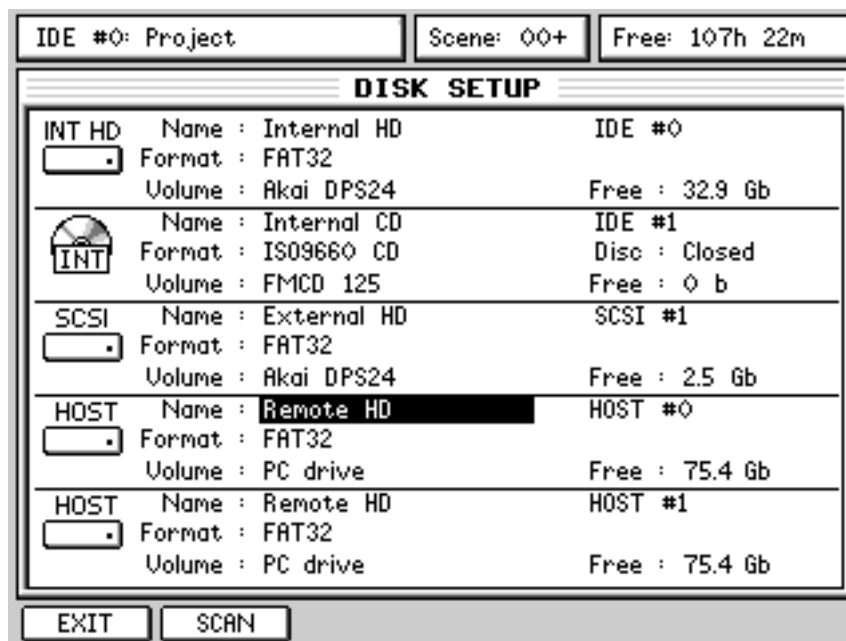 IDE #0: Project Scene: 00+ Free: 107h 22m
DISK SETUP
INT HD Name : Internal HD IDE #0
Format : FAT32
Volume : Akai DPS24 Free : 32.9 Gb
Name : Internal CD IDE #1
INT Format : ISO9660 CD Disc : Closed
Volume : FMCD 125 Free : 0 b
SCSI Name : External HD SCSI #1
Format : FAT32
Volume : Akai DPS24 Free : 2.5 Gb
HOST Name : Remote HD HOST #0
Format : FAT32
Volume : PC drive Free : 75.4 Gb
HOST Name : Remote HD HOST #1
Format : FAT32
Volume : PC drive Free : 75.4 Gb
EXIT SCAN